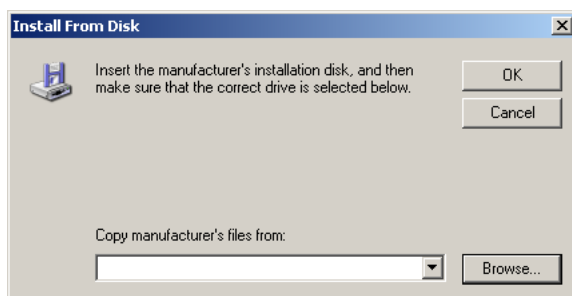 Install From Disk
Insert the manufacturer's installation disk, and then
make sure that the correct drive is selected below.
OK
Cancel
Copy manufacturer's files from:
Browse...